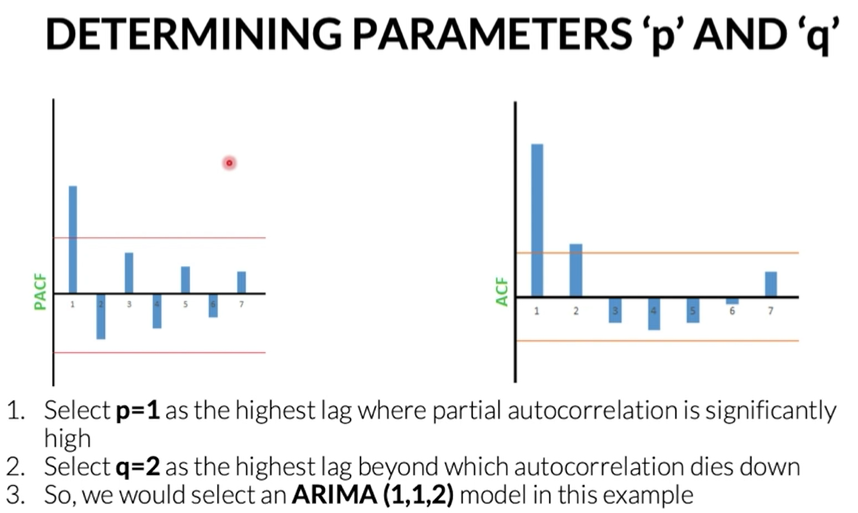 DETERMINING PARAMETERS ‘p’ AND ‘q’
PACF
1 2 3 4 5 6 7
ACF
1 2 3 4 5 6 7
1. Select p=1 as the highest lag where partial autocorrelation is significantly
high
2. Select q=2 as the highest lag beyond which autocorrelation dies down
3. So, we would select an ARIMA (1,1,2) model in this example